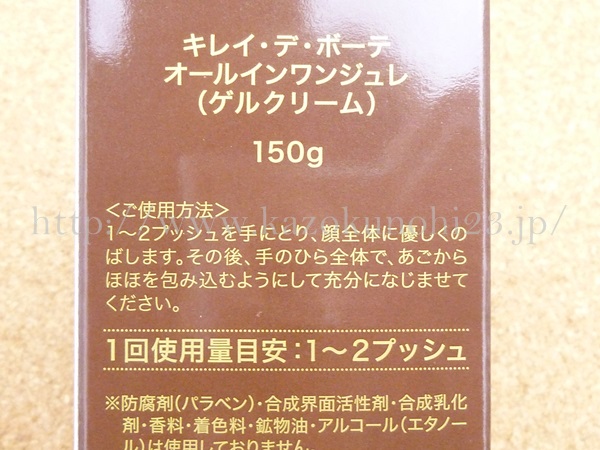 キレイ・デ・ボーテ
オールインワンジュレ
(ゲルクリーム)
150g
<ご使用方法>
http://www.kazokunohi23.jp/
1〜2プッシュを手にとり、顔全体に優しくの
ばします。その後、手のひら全体で、あごから
ほほを包み込むようにして充分になじませて
ください。
1回使用量目安:1〜2プッシュ
※防腐剤(パラベン)・合成界面活性剤・合成乳化
剤・香料・着色料・鉱物油・アルコール(エタノー
ル)は使用しておりません。